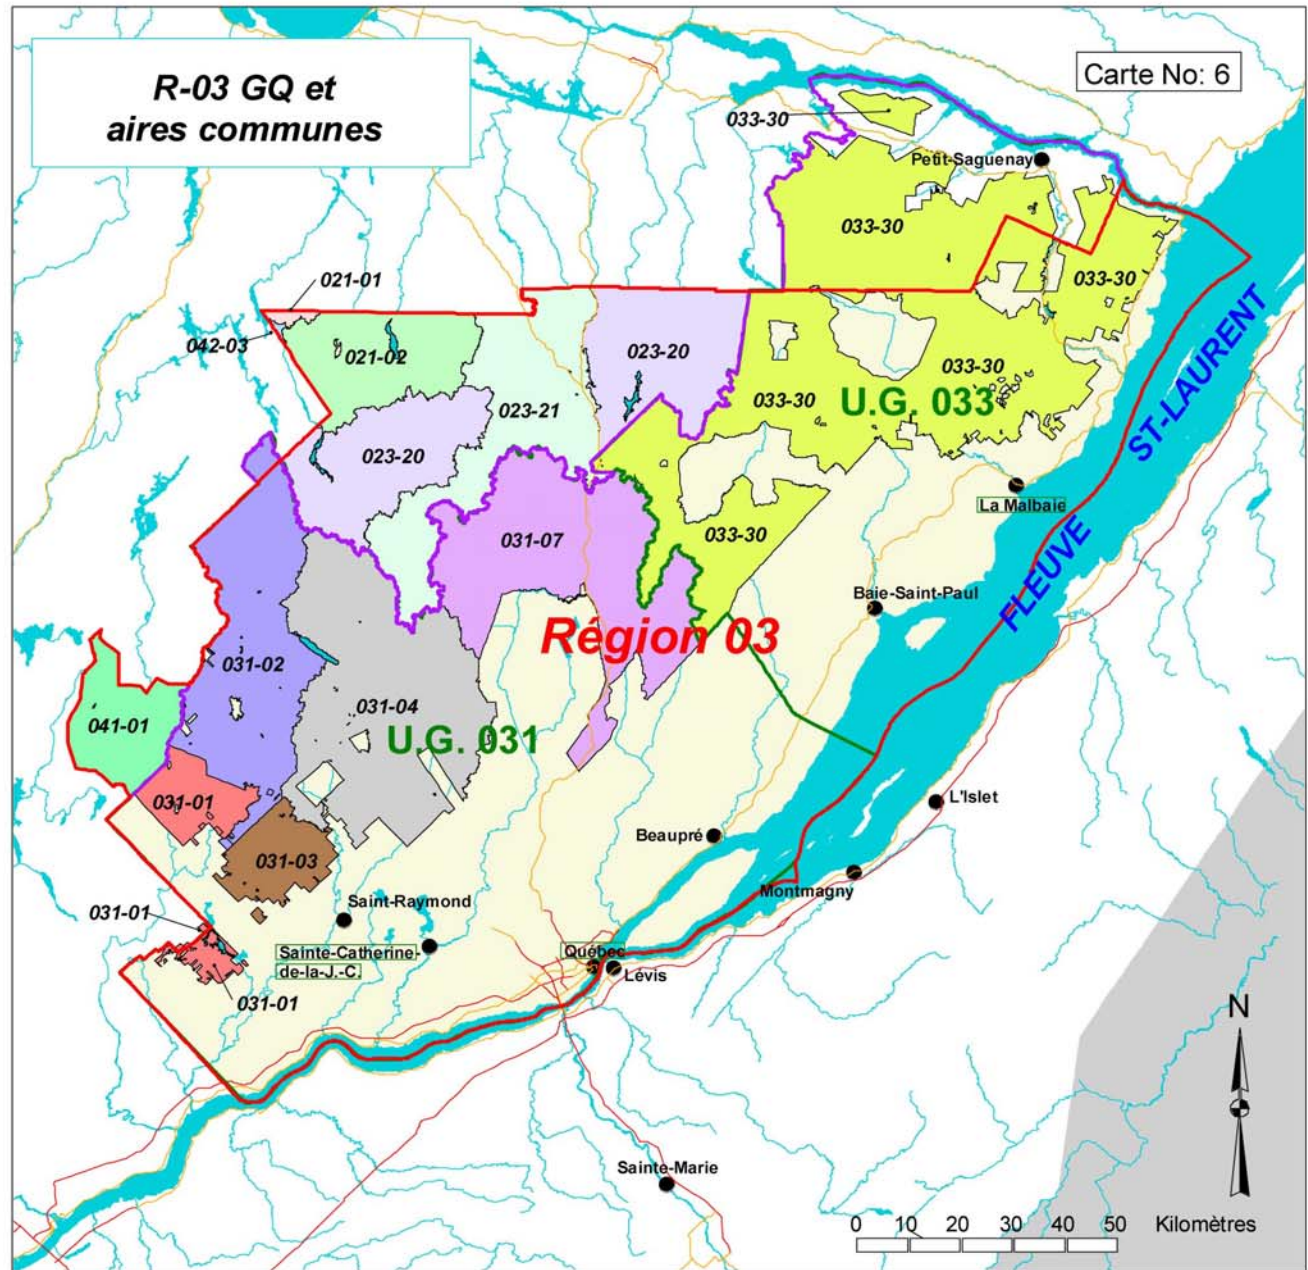 R-03 GQ et
aires communes
Carte No: 6
033-30
Petit-Saguenay
033-30
033-30
021-01
042-03
021-02
023-20
033-30
023-21
033-30
U.G. 033
ST-LAURENT
023-20
La Malbaie
031-07
033-30
FLEUVE
Baie-Saint-Paul
Région 03
031-02
031-04
041-01
U.G. 031
031-01
L'Islet
Beaupré
031-03
Montmagny
Saint-Raymond
031-01
Sainte-Catherine-
de-la-J.-C.
Québec
Lévis
031-01
N
Sainte-Marie
0 10 20 30 40 50 Kilomètres